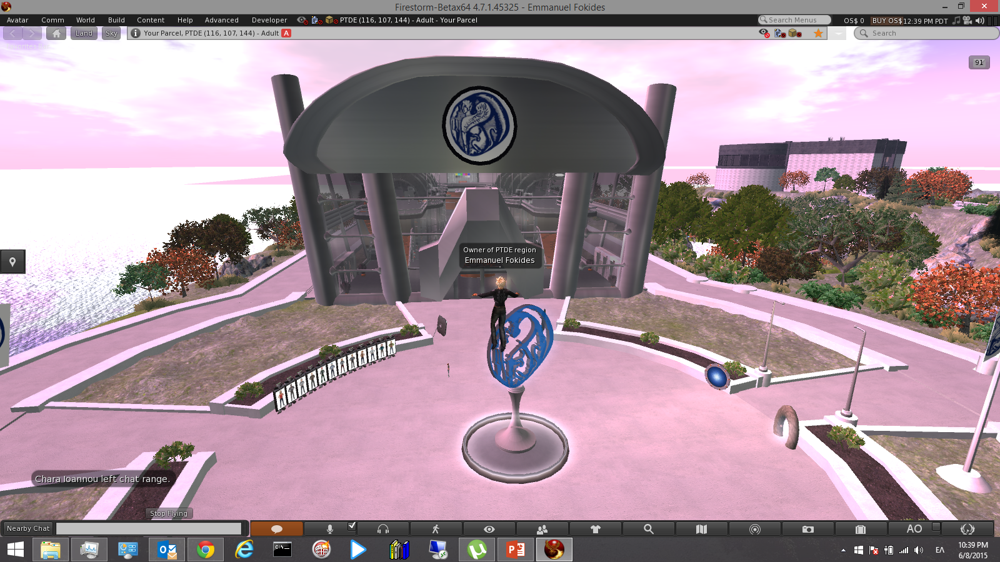 Firestorm-Betax64 4.7.1.45325 - Emmanuel Fokides
Avatar Comm World Build Content Help Advanced Developer PTDE (116, 107, 144) - Adult - Your Parcel Search Menus OS$ 0 BUY OS$ 12:39 PM PDT
Land Sky Your Parcel, PTDE (116, 107, 144) - Adult A Search
91
Owner of PTDE region
Emmanuel Fokides
Chara Ioannou left chat range.
Stop Flying
Nearby Chat AO
ΕΛ 10:39 PM
6/8/2015